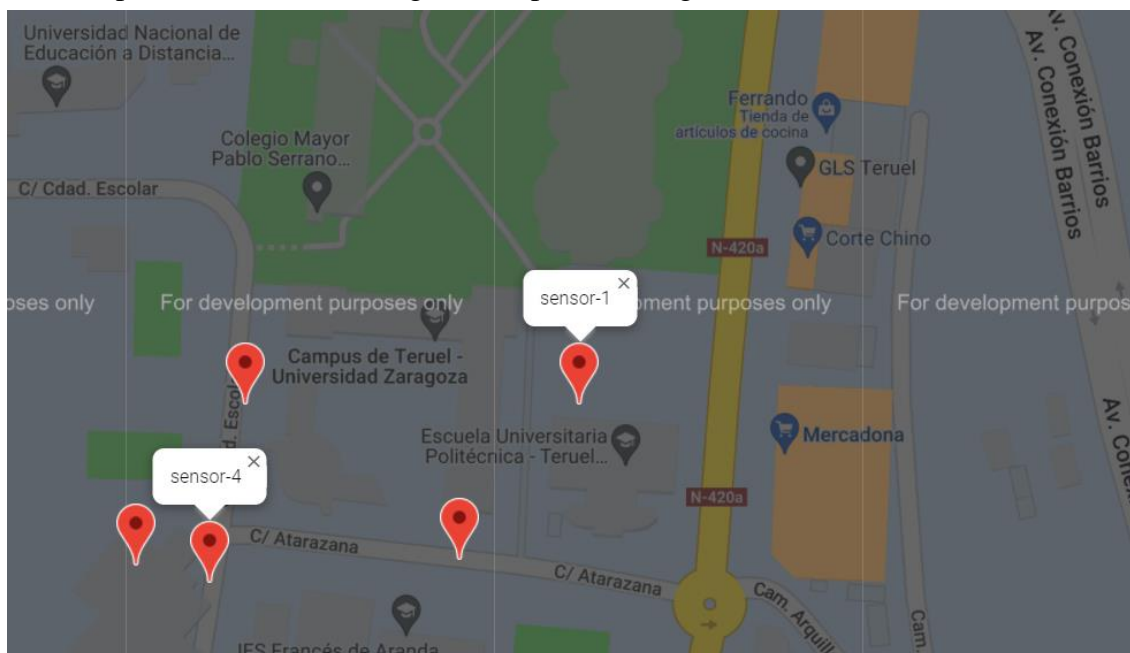 Universidad Nacional de
Educación a Distancia...
Av. Conexión Barrios
Av. Conexión Barrios
Ferrando
Tienda de
artículos de cocina
Colegio Mayor
Pablo Serrano...
GLS Teruel
C/ Cdad. Escolar
Corte Chino
N-420a
sensor-1
oses only
For development purposes only
oment purposes only
For development purpos
Campus de Teruel -
Universidad Zaragoza
d. Escol
Escuela Universitaria
Politécnica - Teruel...
Mercadona
Av. Cone
sensor-4
N-420a
C/ Atarazana
C/ Atarazana
Cam. Arquill
Cam.
IES Francés de Aranda